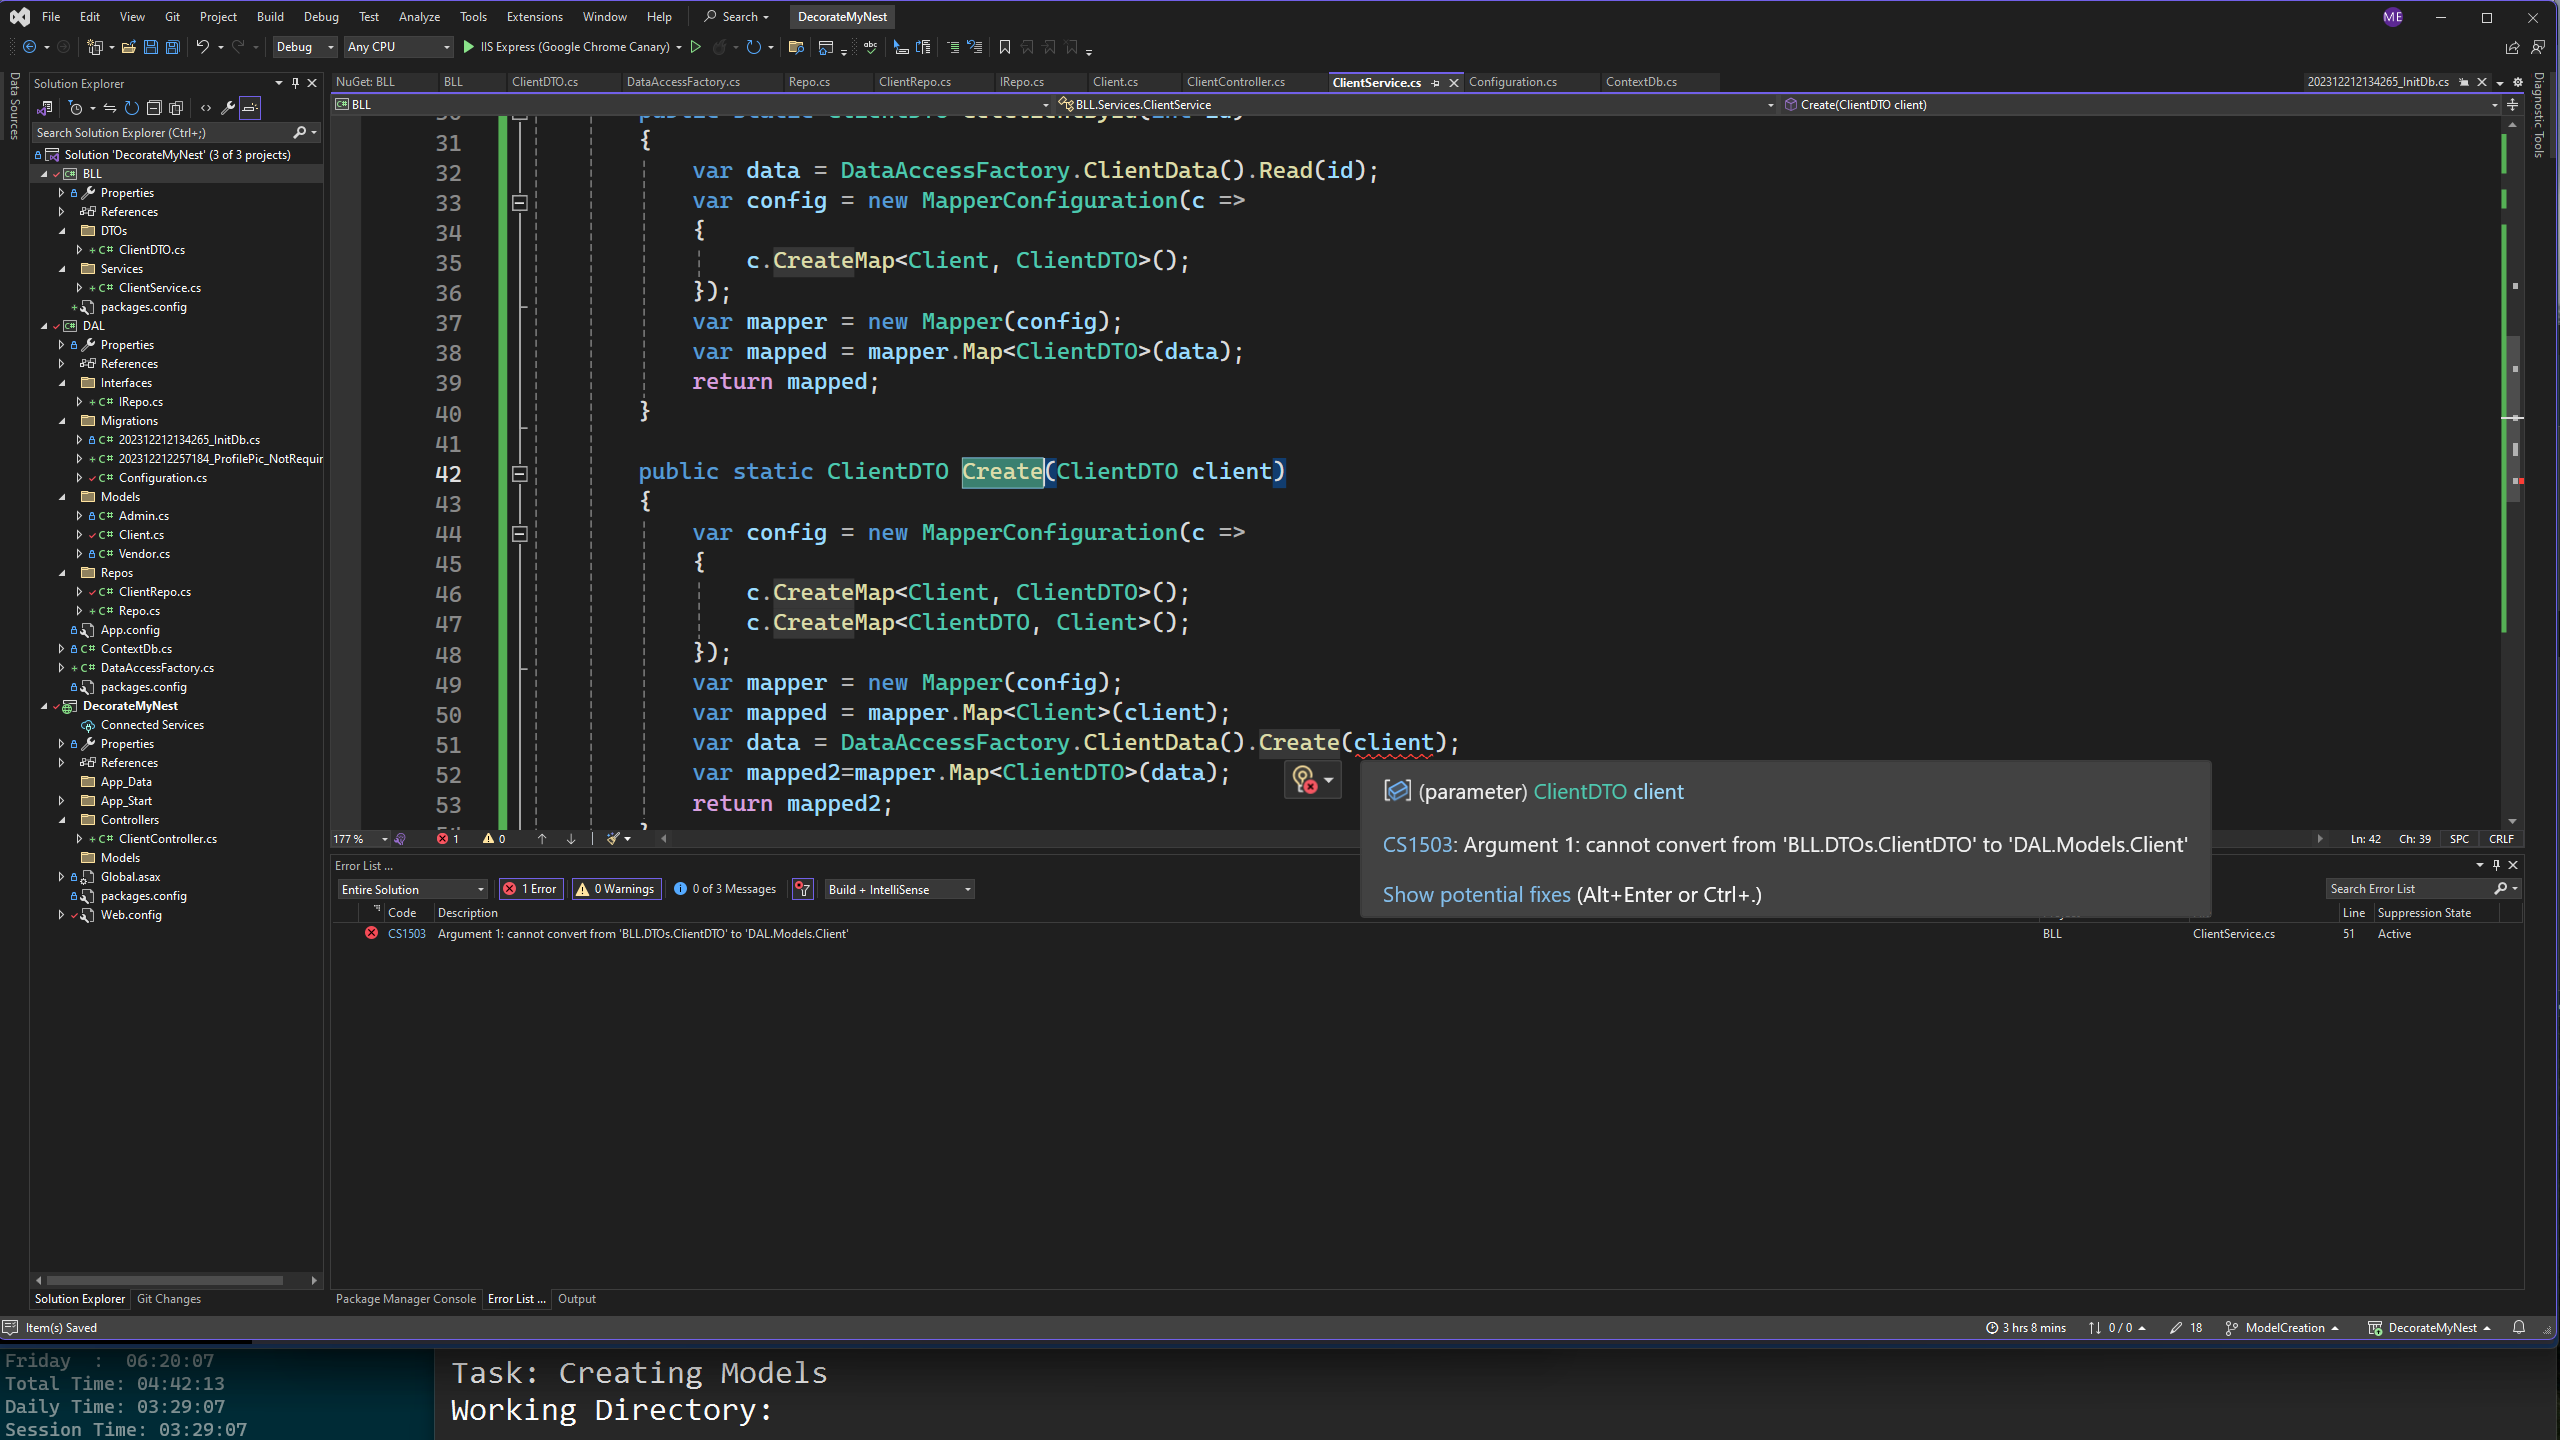 File Edit View Git Project Build Debug Test Analyze Tools Extensions Window Help Search DecorateMyNest ME
Debug Any CPU IIS Express (Google Chrome Canary)
Data Sources
Solution Explorer
Search Solution Explorer (Ctrl+;)
Solution 'DecorateMyNest' (3 of 3 projects)
BLL
Properties
References
DTOs
ClientDTO.cs
Services
ClientService.cs
packages.config
DAL
Properties
References
Interfaces
IRepo.cs
Migrations
202312212134265_InitDb.cs
202312212257184_ProfilePic_NotRequir
Configuration.cs
Models
Admin.cs
Client.cs
Vendor.cs
Repos
ClientRepo.cs
Repo.cs
App.config
ContextDb.cs
DataAccessFactory.cs
packages.config
DecorateMyNest
Connected Services
Properties
References
App_Data
App_Start
Controllers
ClientController.cs
Models
Global.asax
packages.config
Web.config
Solution Explorer Git Changes
NuGet: BLL BLL ClientDTO.cs DataAccessFactory.cs Repo.cs ClientRepo.cs IRepo.cs Client.cs ClientController.cs ClientService.cs Configuration.cs ContextDb.cs 202312212134265_InitDb.cs
BLL BLL.Services.ClientService Create(ClientDTO client)
Diagnostic Tools
31 {
32 var data = DataAccessFactory.ClientData().Read(id);
33 var config = new MapperConfiguration(c =>
34 {
35 c.CreateMap<Client, ClientDTO>();
36 });
37 var mapper = new Mapper(config);
38 var mapped = mapper.Map<ClientDTO>(data);
39 return mapped;
40 }
41
42 public static ClientDTO Create(ClientDTO client)
43 {
44 var config = new MapperConfiguration(c =>
45 {
46 c.CreateMap<Client, ClientDTO>();
47 c.CreateMap<ClientDTO, Client>();
48 });
49 var mapper = new Mapper(config);
50 var mapped = mapper.Map<Client>(client);
51 var data = DataAccessFactory.ClientData().Create(client);
52 var mapped2=mapper.Map<ClientDTO>(data);
53 return mapped2;
(parameter) ClientDTO client
CS1503: Argument 1: cannot convert from 'BLL.DTOs.ClientDTO' to 'DAL.Models.Client'
Show potential fixes (Alt+Enter or Ctrl+.)
177 % 1 0 Ln: 42 Ch: 39 SPC CRLF
Error List ...
Entire Solution 1 Error 0 Warnings 0 of 3 Messages Build + IntelliSense Search Error List
Code Description Line Suppression State
CS1503 Argument 1: cannot convert from 'BLL.DTOs.ClientDTO' to 'DAL.Models.Client' BLL ClientService.cs 51 Active
Package Manager Console Error List ... Output
Item(s) Saved 3 hrs 8 mins 0 / 0 18 ModelCreation DecorateMyNest
Friday : 06:20:07
Total Time: 04:42:13
Daily Time: 03:29:07
Session Time: 03:29:07
Task: Creating Models
Working Directory: